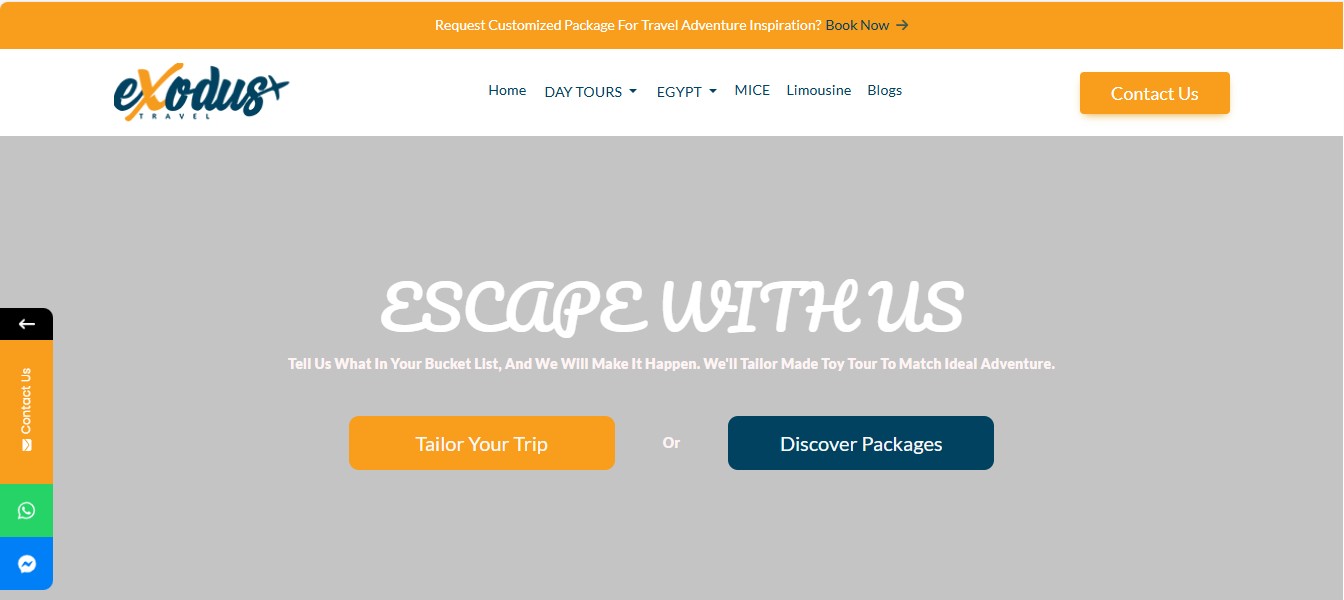 Request Customized Package For Travel Adventure Inspiration? Book Now
eXodus
TRAVEL
Home DAY TOURS EGYPT MICE Limousine Blogs
Contact Us
ESCAPE WITH US
Tell Us What In Your Bucket List, And We Will Make It Happen. We'll Tailor Made Toy Tour To Match Ideal Adventure.
Contact Us
Tailor Your Trip Or Discover Packages